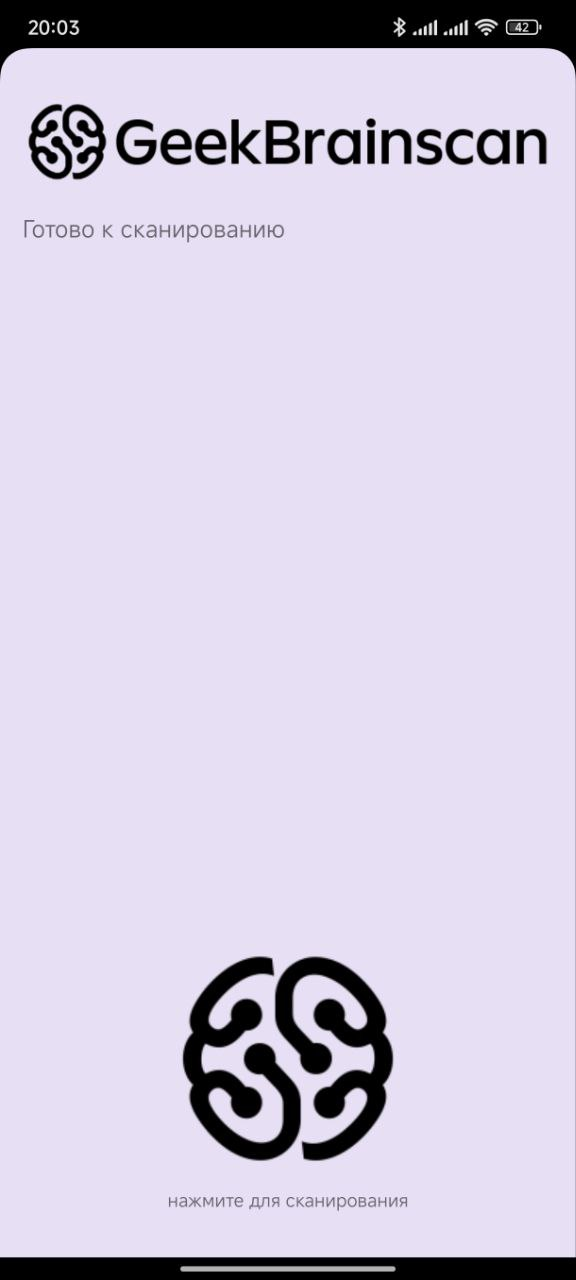 20:03
42
GeekBrainscan
Готово к сканированию
нажмите для сканирования